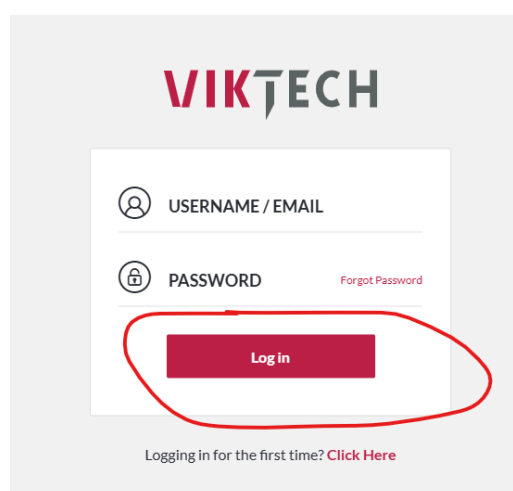 VIKTECH
USERNAME / EMAIL
PASSWORD Forgot Password
Log in
Logging in for the first time? Click Here